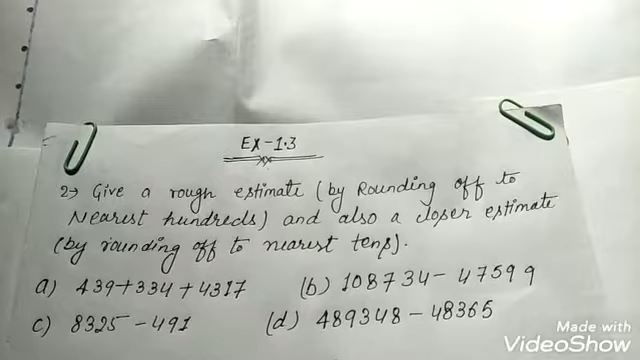 EX-1.3
2→ Give a rough estimate (by Rounding off to
Nearest hundreds) and also a closer estimate
(by rounding off to nearest tens).
a) 439+334+4317 (b) 108734-47599
c) 8325-491 (d) 489348-48365
Made with
VideoShow